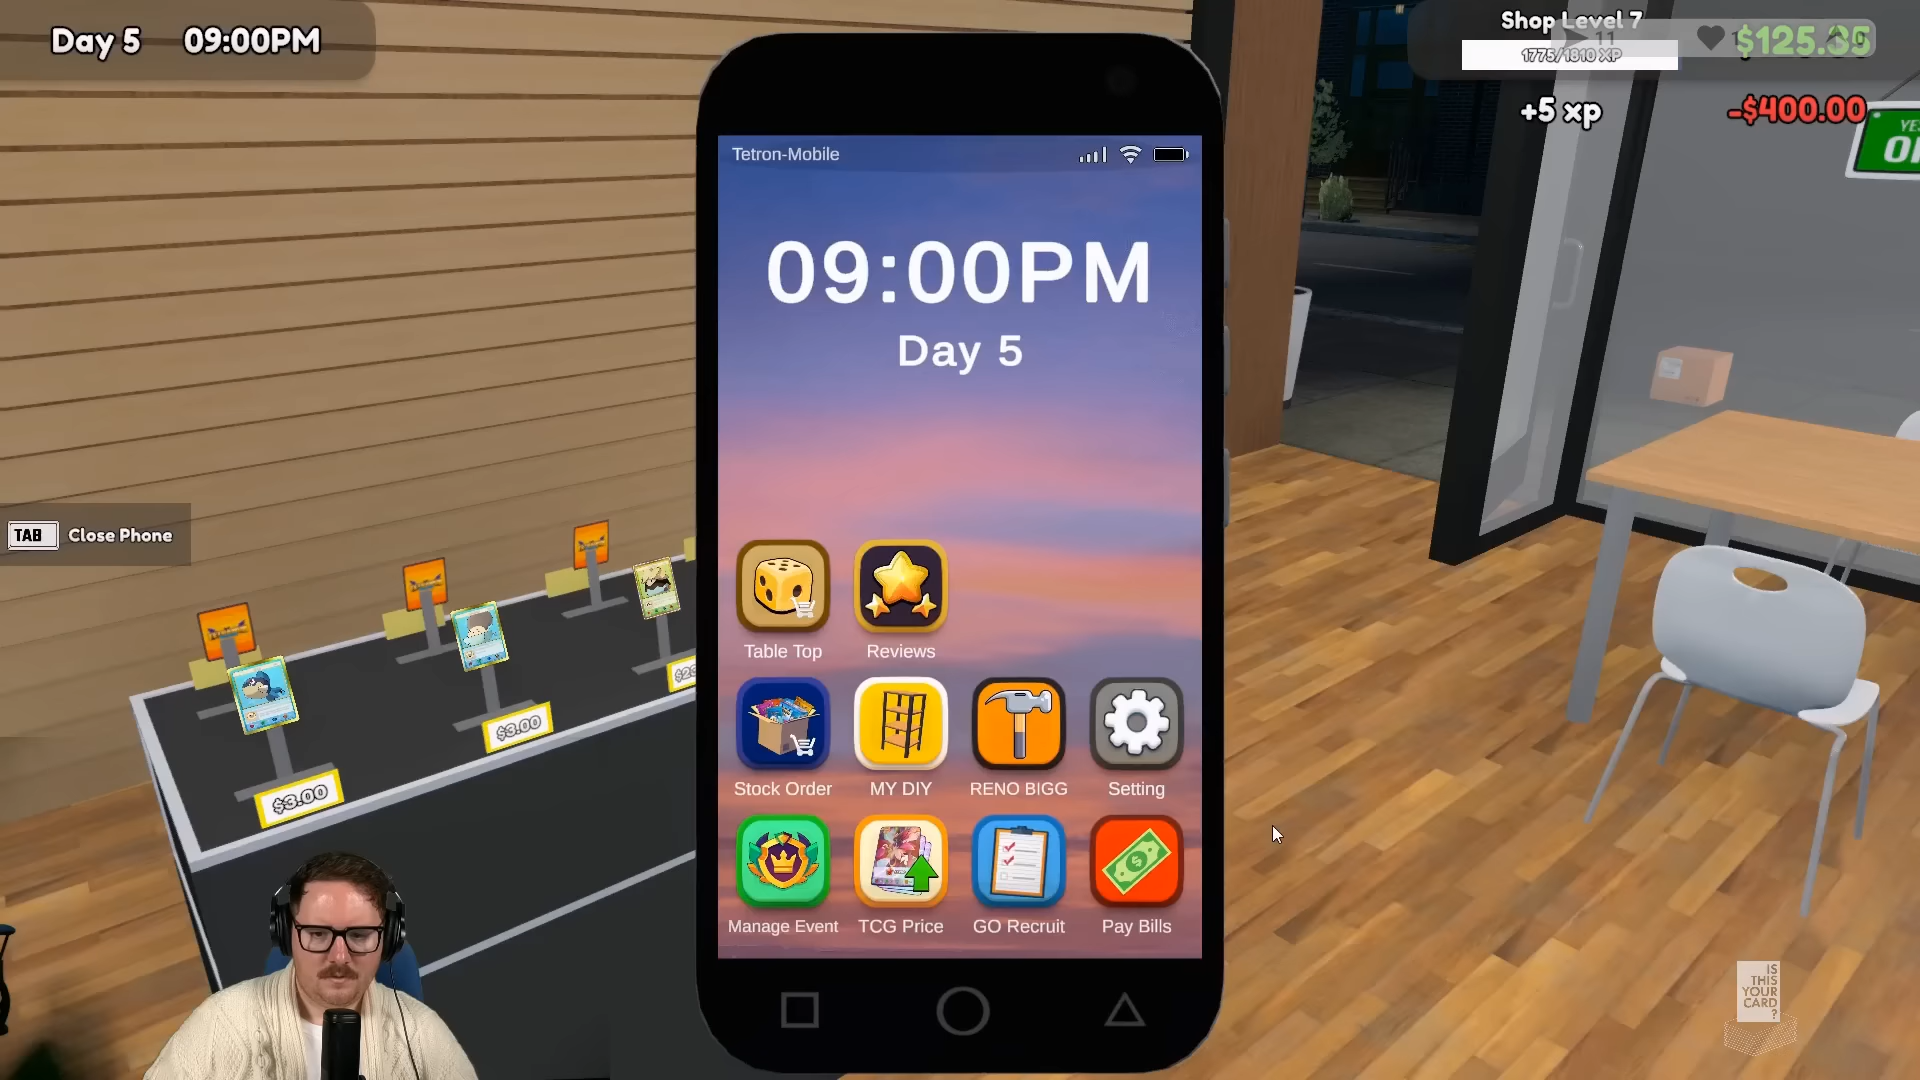 Day 5 09:00PM
Shop Level 7
11
$125.35
1775/1810 XP
+5 xp
-$400.00
Tetron-Mobile
09:00PM
Day 5
TAB Close Phone
Table Top
Reviews
Stock Order
MY DIY
RENO BIGG
Setting
Manage Event
TCG Price
GO Recruit
Pay Bills
$3.00
$3.00
IS
THIS
YOUR
CARD
?